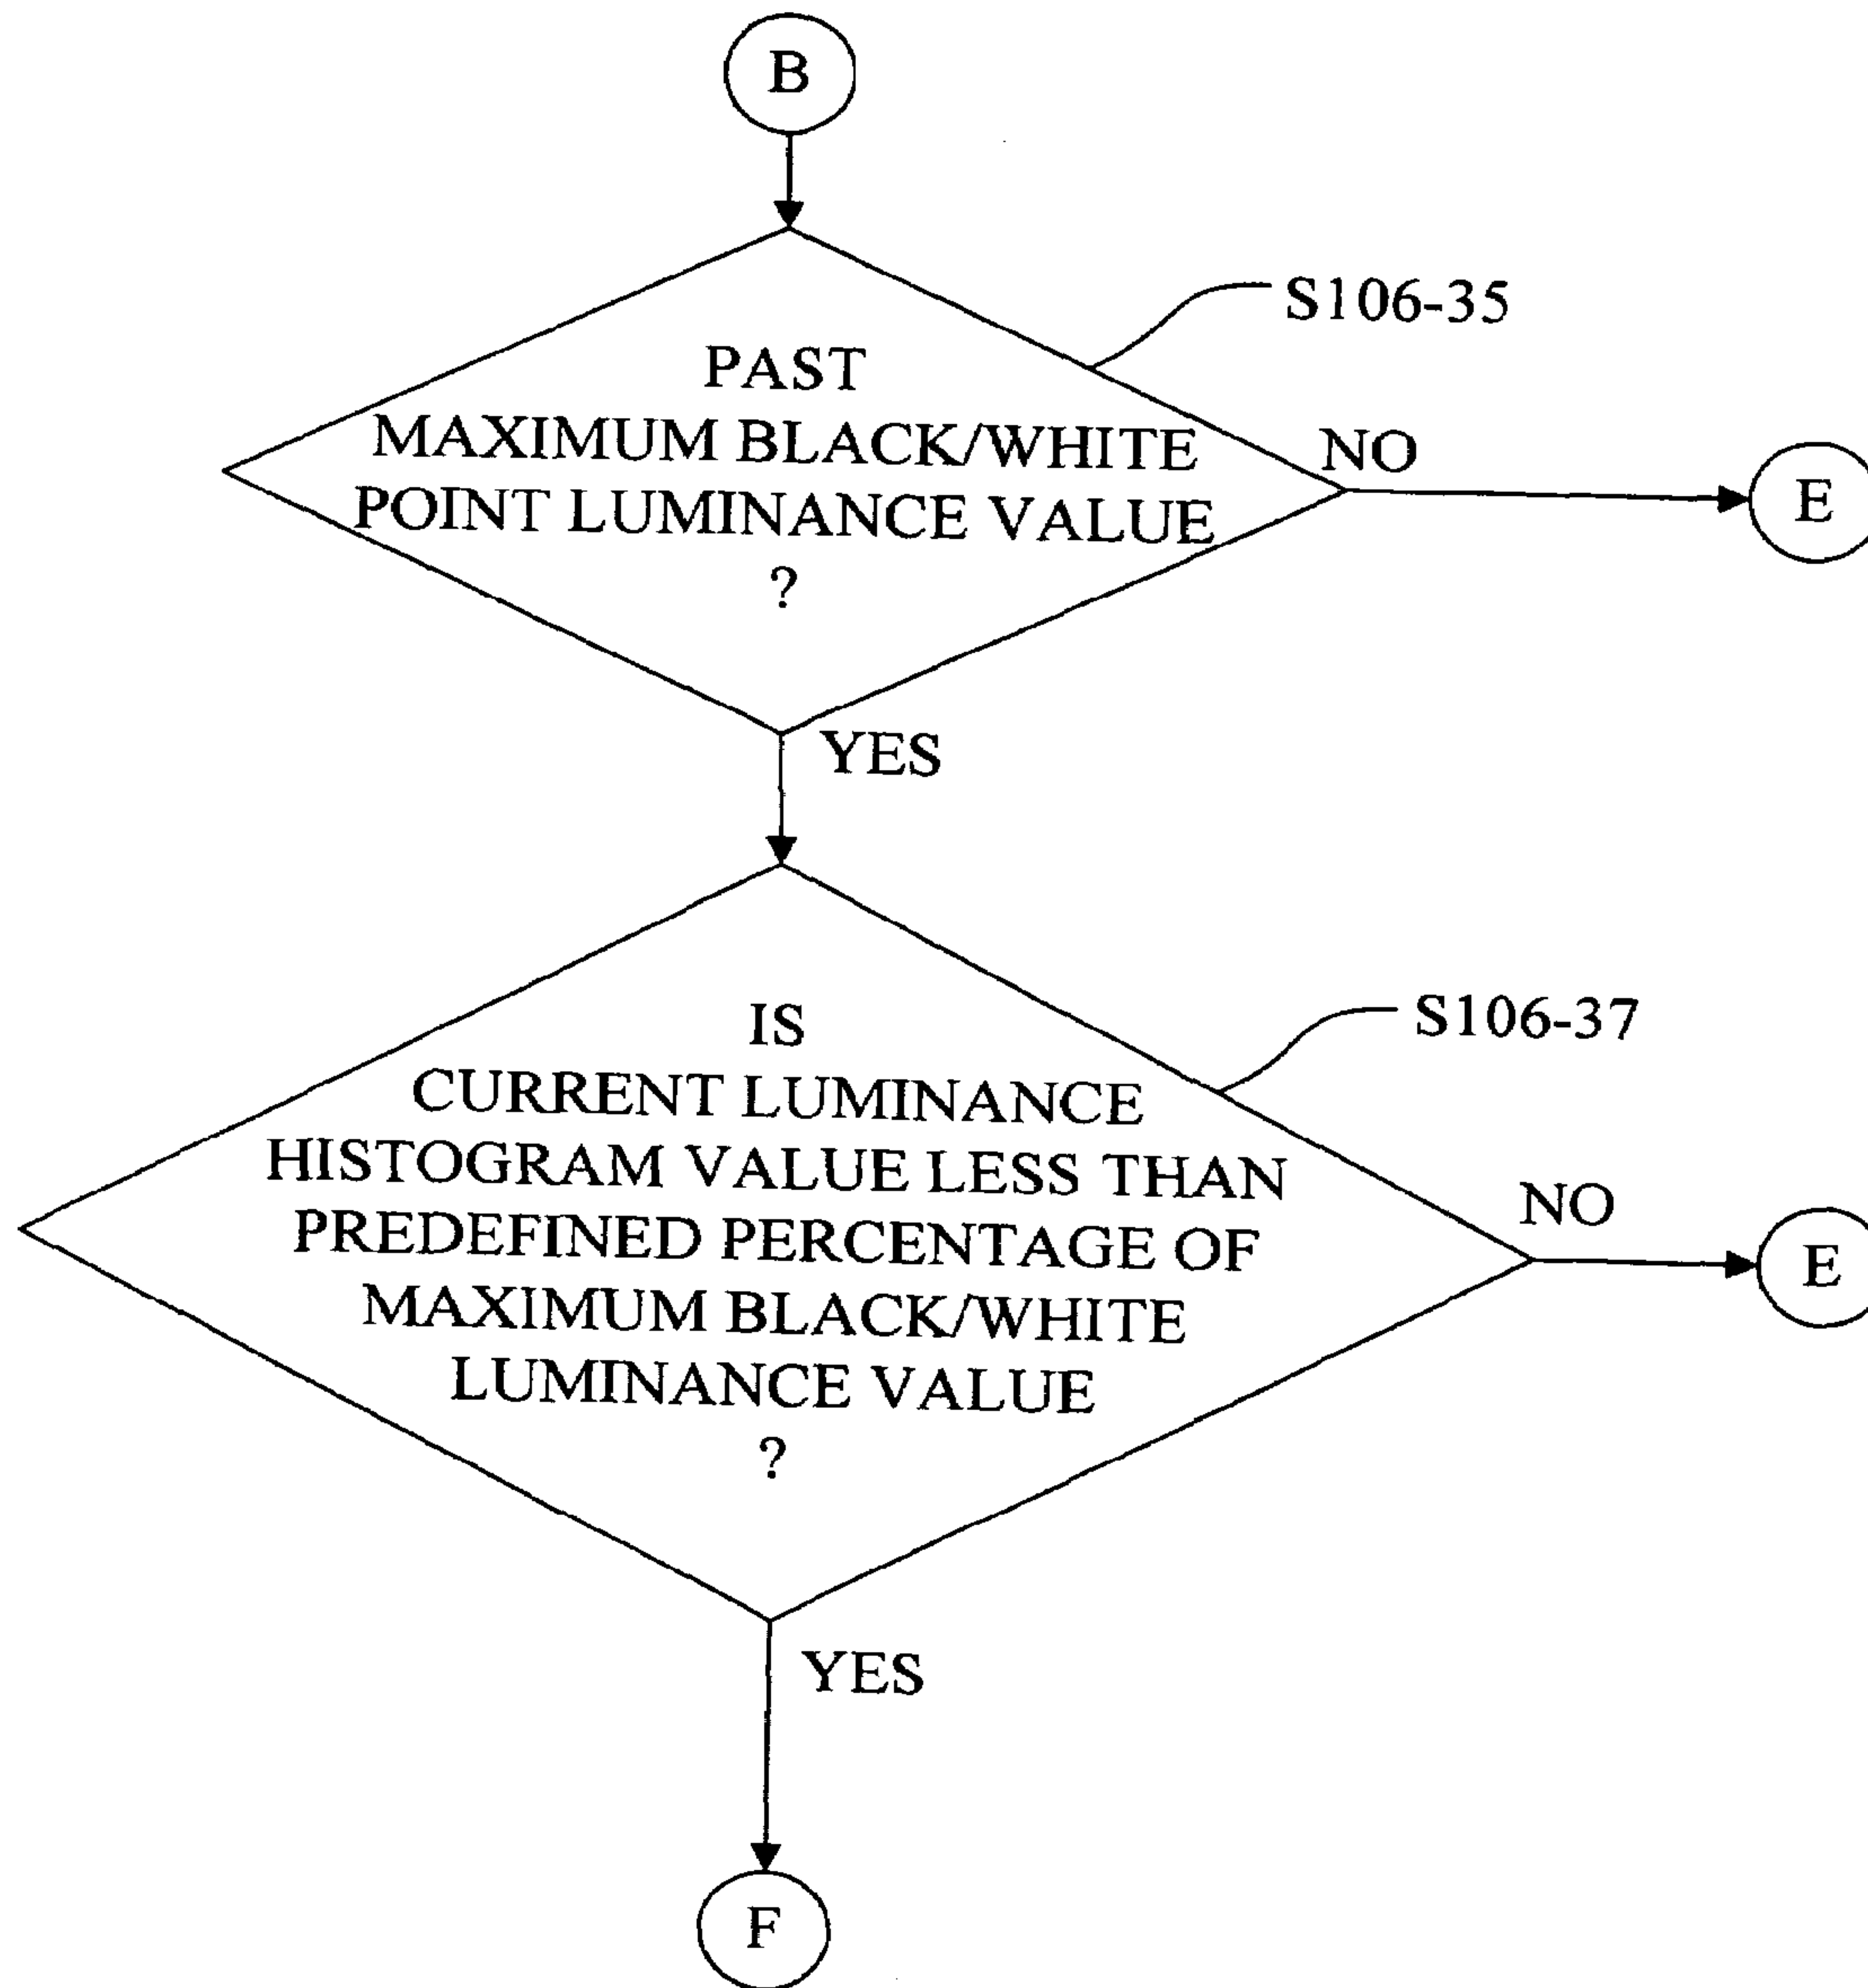 B
S106-35
PAST
MAXIMUM BLACK/WHITE
POINT LUMINANCE VALUE
?
NO
E
YES
S106-37
IS
CURRENT LUMINANCE
HISTOGRAM VALUE LESS THAN
PREDEFINED PERCENTAGE OF
MAXIMUM BLACK/WHITE
LUMINANCE VALUE
?
NO
E
YES
F